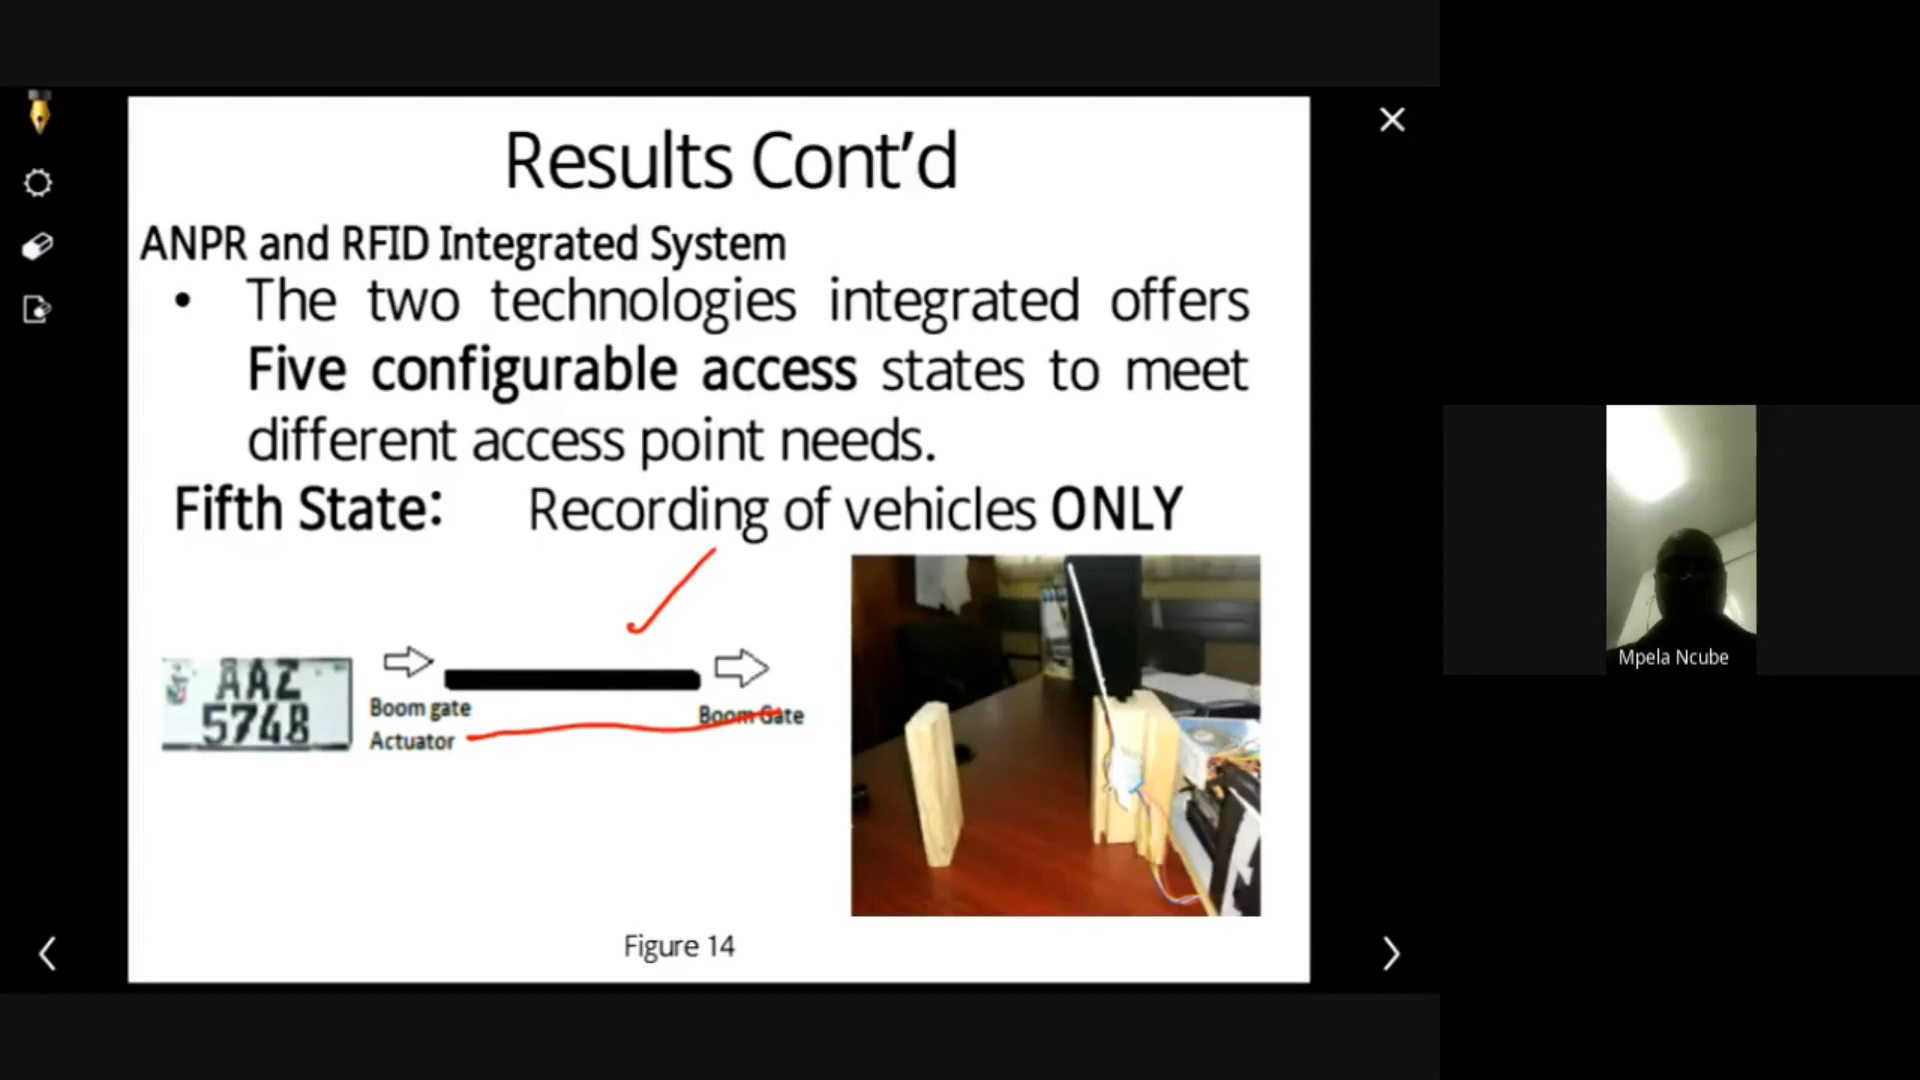 Results Cont’d
ANPR and RFID Integrated System
• The two technologies integrated offers
Five configurable access states to meet
different access point needs.
Fifth State: Recording of vehicles ONLY
AAZ
5748
Boom gate
Actuator
Boom Gate
Figure 14
Mpela Ncube